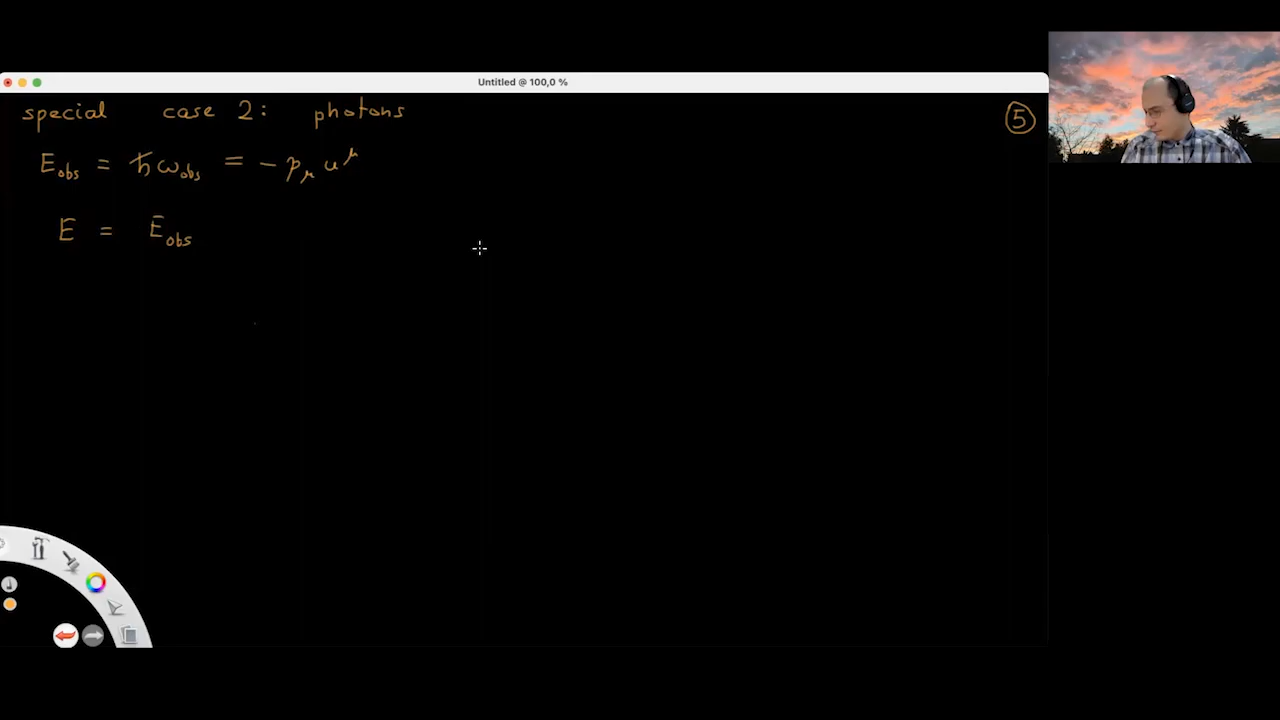 Untitled @ 100,0 %
special case 2: photons
⑤
E_obs = ℏω_obs = - p_μ u^μ
E = E_obs